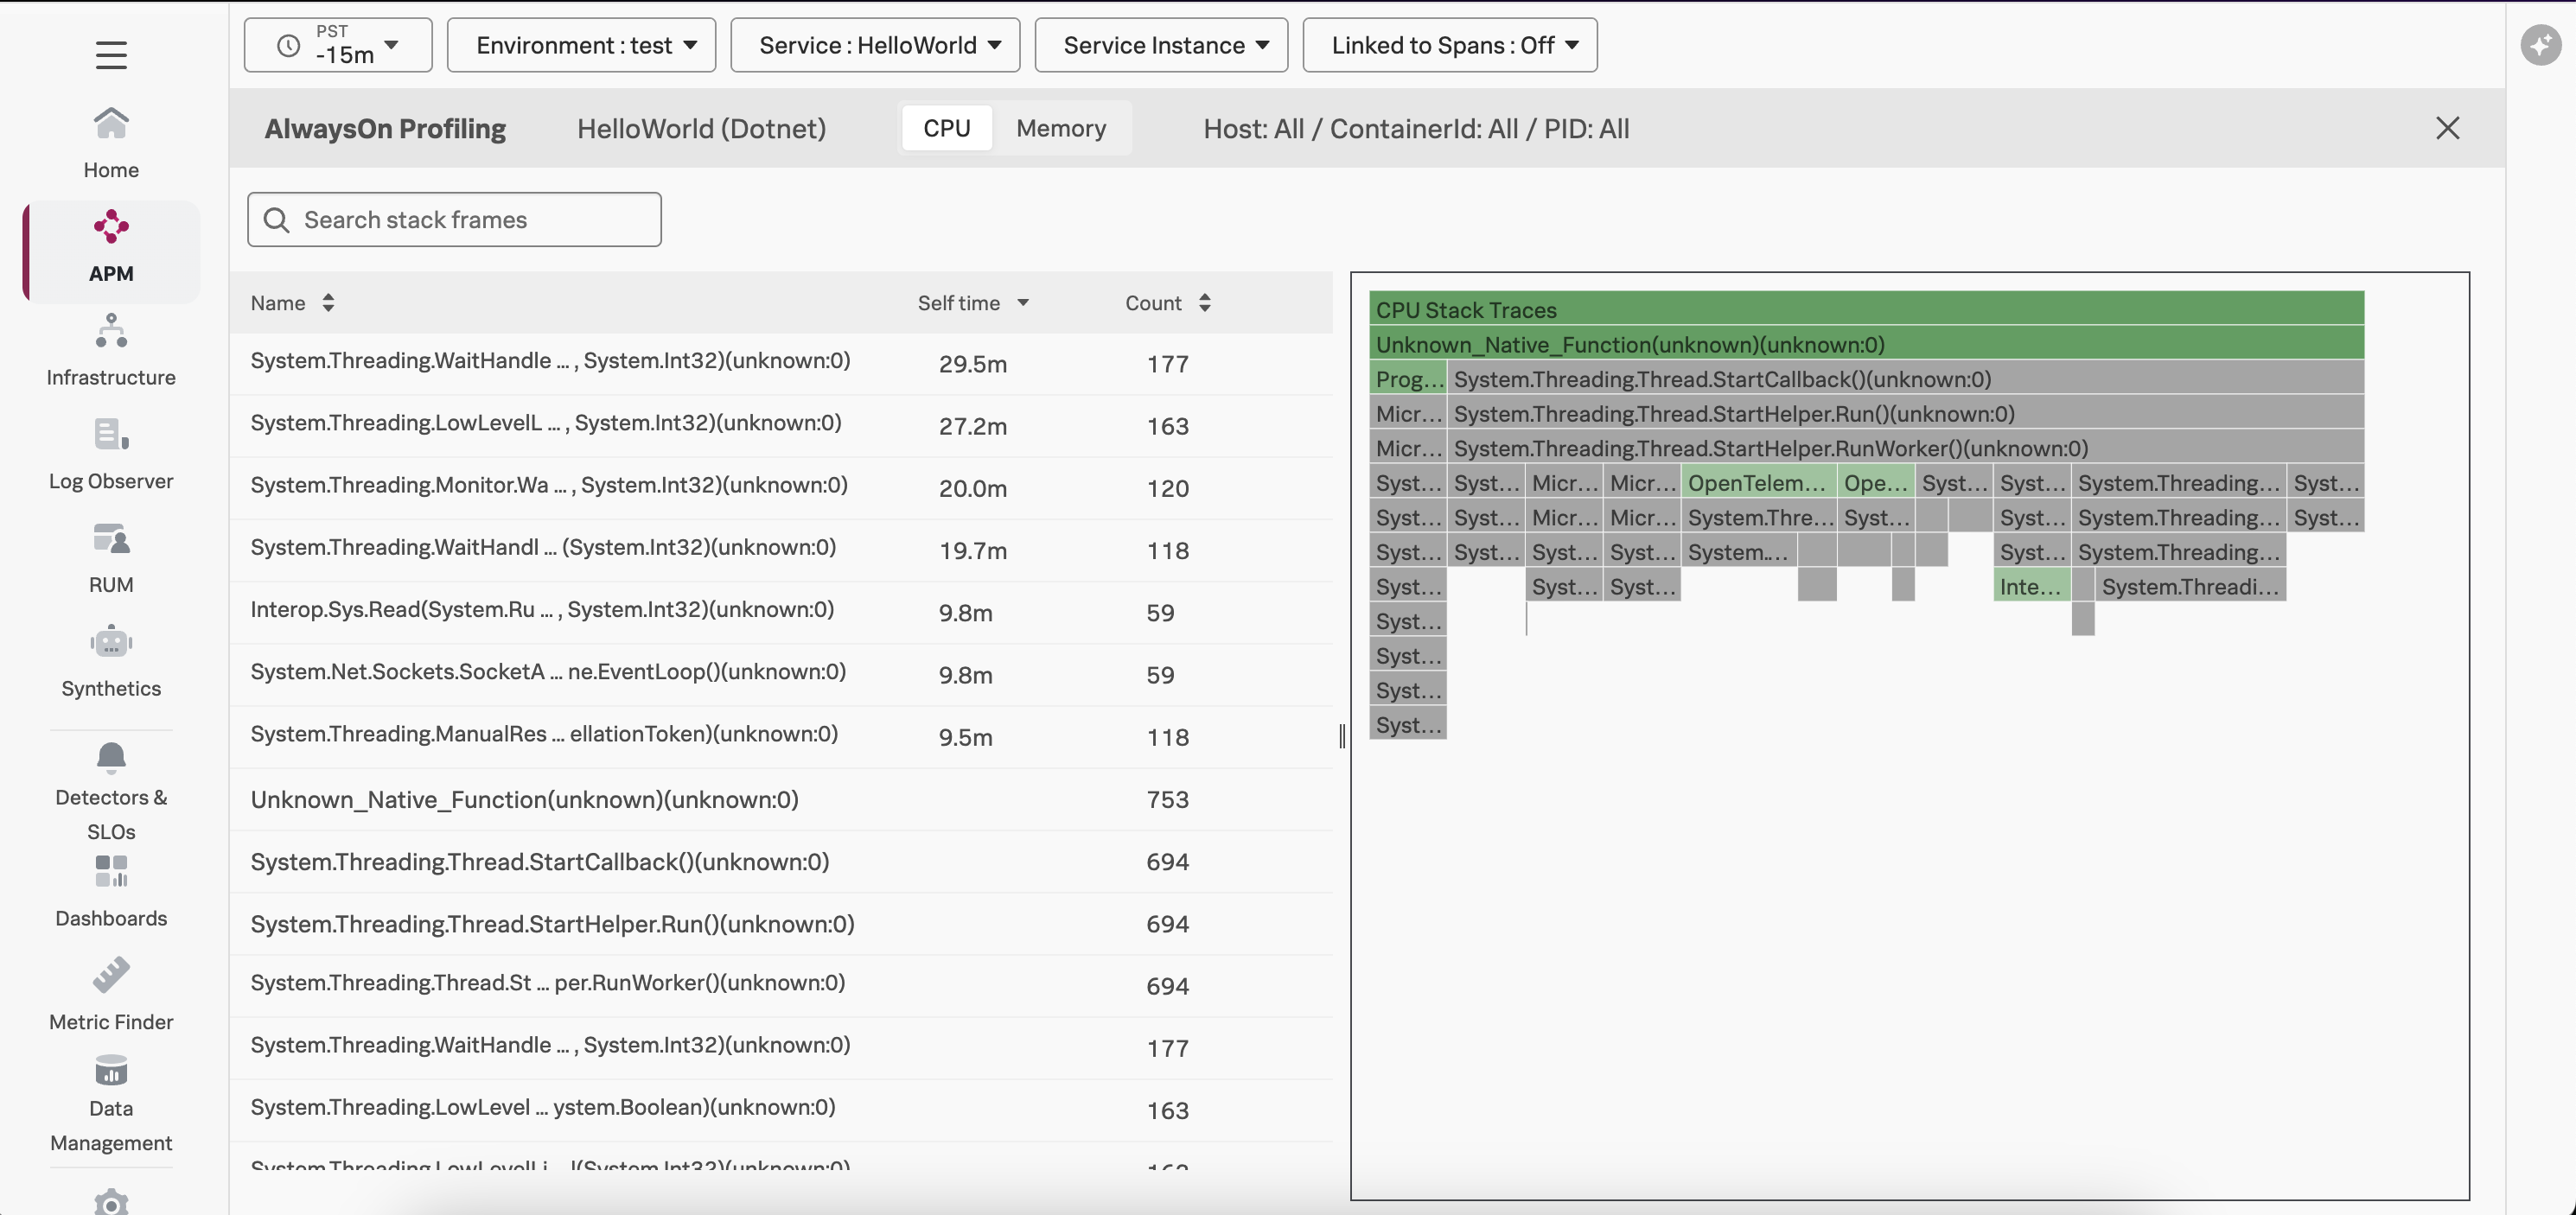 PST
-15m
Environment : test
Service : HelloWorld
Service Instance
Linked to Spans : Off
Home
APM
Infrastructure
Log Observer
RUM
Synthetics
Detectors &
SLOs
Dashboards
Metric Finder
Data
Management
AlwaysOn Profiling
HelloWorld (Dotnet)
CPU
Memory
Host: All / ContainerId: All / PID: All
Search stack frames
Name Self time Count
System.Threading.WaitHandle ... , System.Int32)(unknown:0) 29.5m 177
System.Threading.LowLevelL ... , System.Int32)(unknown:0) 27.2m 163
System.Threading.Monitor.Wa ... , System.Int32)(unknown:0) 20.0m 120
System.Threading.WaitHandl ... (System.Int32)(unknown:0) 19.7m 118
Interop.Sys.Read(System.Ru ... , System.Int32)(unknown:0) 9.8m 59
System.Net.Sockets.SocketA ... ne.EventLoop()(unknown:0) 9.8m 59
System.Threading.ManualRes ... ellationToken)(unknown:0) 9.5m 118
Unknown_Native_Function(unknown)(unknown:0) 753
System.Threading.Thread.StartCallback()(unknown:0) 694
System.Threading.Thread.StartHelper.Run()(unknown:0) 694
System.Threading.Thread.St ... per.RunWorker()(unknown:0) 694
System.Threading.WaitHandle ... , System.Int32)(unknown:0) 177
System.Threading.LowLevel ... ystem.Boolean)(unknown:0) 163
System.Threading.LowLevelLi ... l(System.Int32)(unknown:0) 163
CPU Stack Traces
Unknown_Native_Function(unknown)(unknown:0)
Prog... System.Threading.Thread.StartCallback()(unknown:0)
Micr... System.Threading.Thread.StartHelper.Run()(unknown:0)
Micr... System.Threading.Thread.StartHelper.RunWorker()(unknown:0)
Syst... Syst... Micr... Micr... OpenTelem... Ope... Syst... Syst... System.Threading... Syst...
Syst... Syst... Micr... Micr... System.Thre... Syst... Syst... System.Threading... Syst...
Syst... Syst... Syst... Syst... System.... Syst... System.Threading...
Syst... Syst... Syst... Inte... System.Threadi...
Syst...
Syst...
Syst...
Syst...